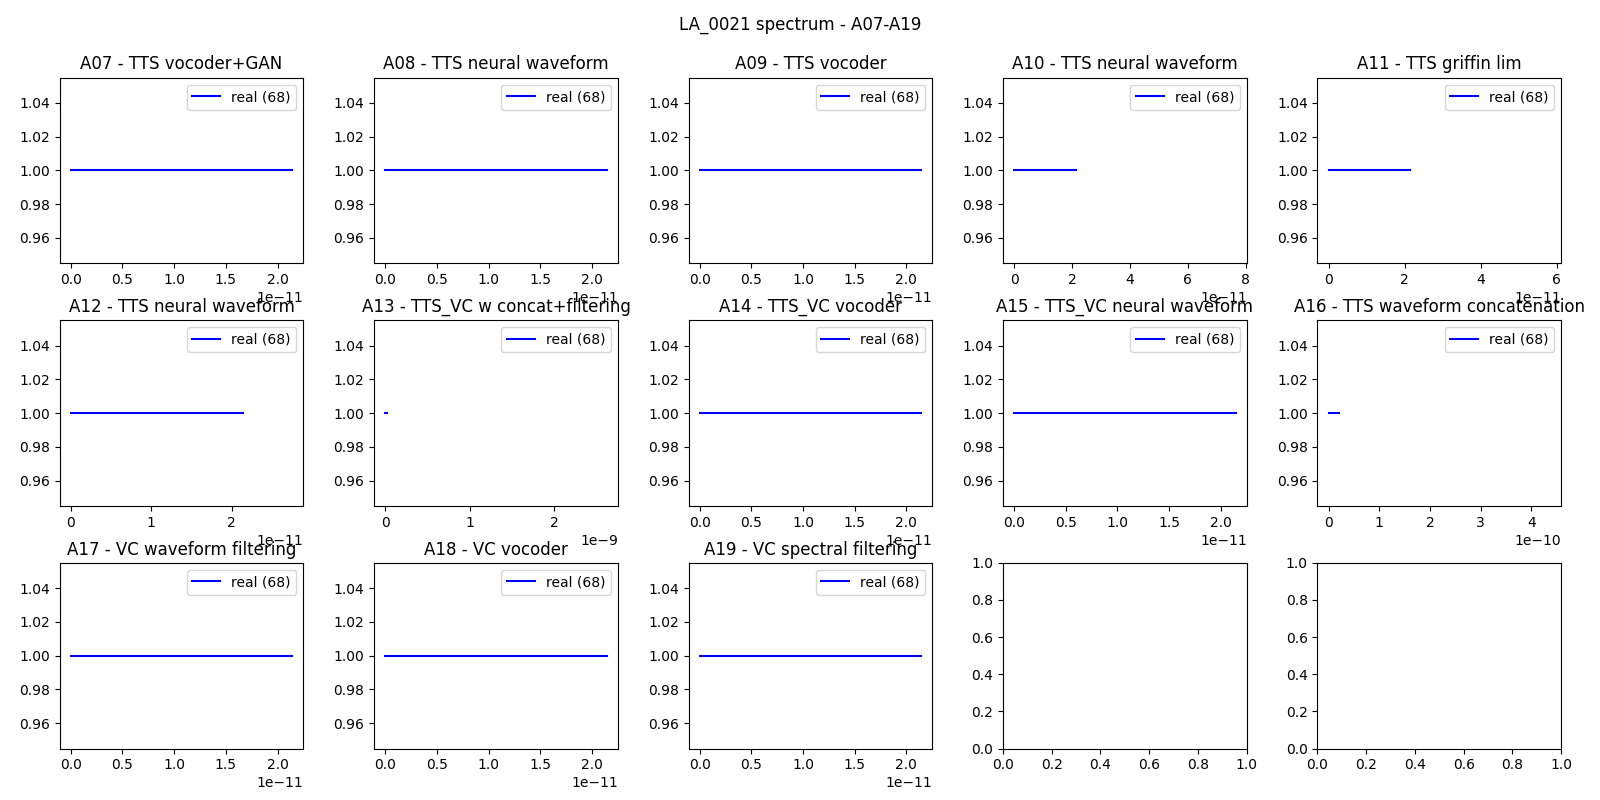 LA_0021 spectrum - A07-A19
A07 - TTS vocoder+GAN
real (68)
1.04
1.02
1.00
0.98
0.96
0.0 0.5 1.0 1.5 2.0
1e−11
A08 - TTS neural waveform
real (68)
1.04
1.02
1.00
0.98
0.96
0.0 0.5 1.0 1.5 2.0
1e−11
A09 - TTS vocoder
real (68)
1.04
1.02
1.00
0.98
0.96
0.0 0.5 1.0 1.5 2.0
1e−11
A10 - TTS neural waveform
real (68)
1.04
1.02
1.00
0.98
0.96
0 2 4 6 8
1e−11
A11 - TTS griffin lim
real (68)
1.04
1.02
1.00
0.98
0.96
0 2 4 6
1e−11
A12 - TTS neural waveform
real (68)
1.04
1.02
1.00
0.98
0.96
0 1 2
1e−11
A13 - TTS_VC w concat+filtering
real (68)
1.04
1.02
1.00
0.98
0.96
0 1 2
1e−9
A14 - TTS_VC vocoder
real (68)
1.04
1.02
1.00
0.98
0.96
0.0 0.5 1.0 1.5 2.0
1e−11
A15 - TTS_VC neural waveform
real (68)
1.04
1.02
1.00
0.98
0.96
0.0 0.5 1.0 1.5 2.0
1e−11
A16 - TTS waveform concatenation
real (68)
1.04
1.02
1.00
0.98
0.96
0 1 2 3 4
1e−10
A17 - VC waveform filtering
real (68)
1.04
1.02
1.00
0.98
0.96
0.0 0.5 1.0 1.5 2.0
1e−11
A18 - VC vocoder
real (68)
1.04
1.02
1.00
0.98
0.96
0.0 0.5 1.0 1.5 2.0
1e−11
A19 - VC spectral filtering
real (68)
1.04
1.02
1.00
0.98
0.96
0.0 0.5 1.0 1.5 2.0
1e−11
1.0
0.8
0.6
0.4
0.2
0.0
0.0 0.2 0.4 0.6 0.8 1.0
1.0
0.8
0.6
0.4
0.2
0.0
0.0 0.2 0.4 0.6 0.8 1.0